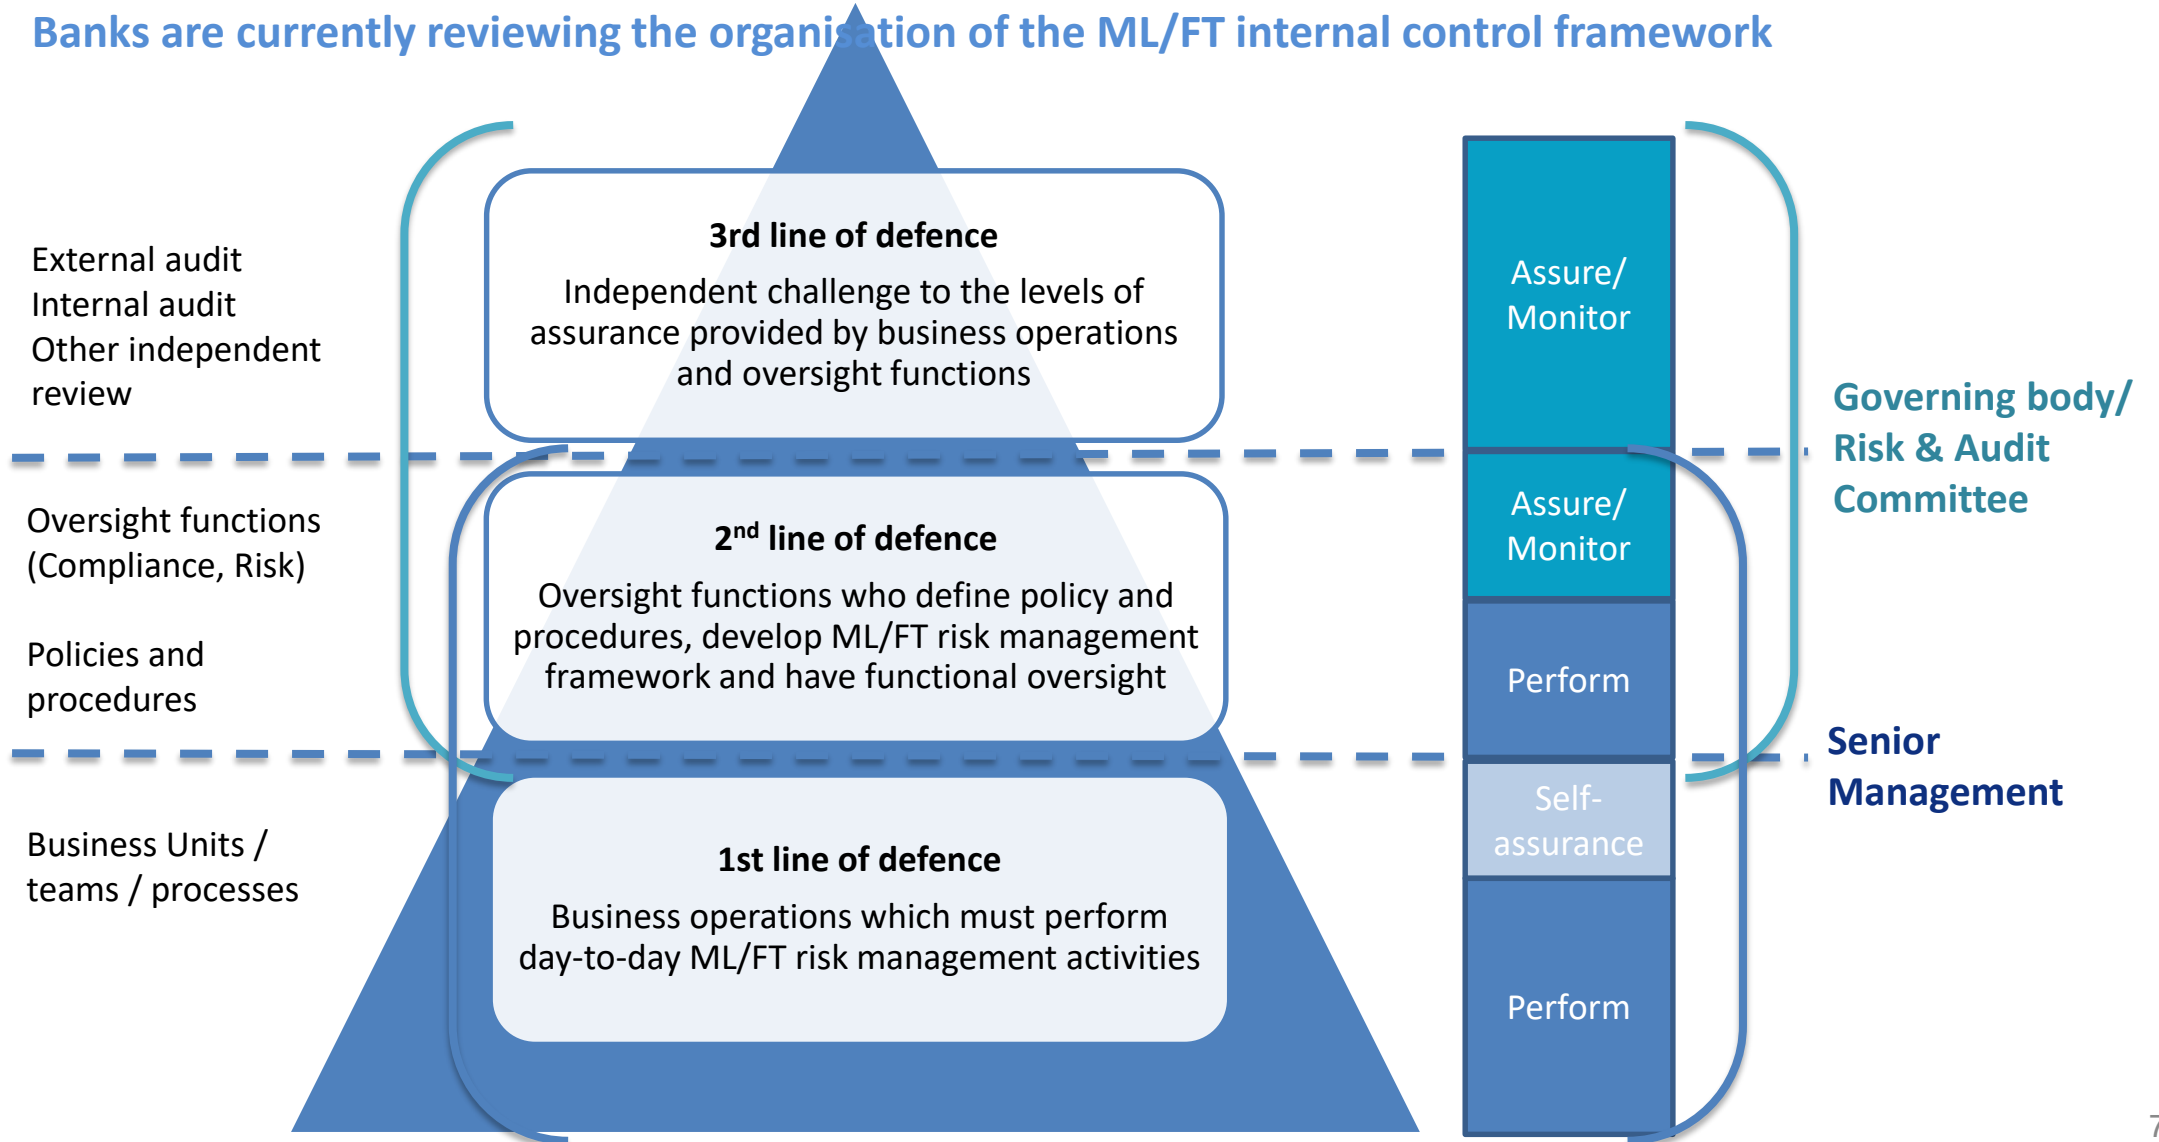 Banks are currently reviewing the organisation of the ML/FT internal control framework
External audit
Internal audit
Other independent
review
3rd line of defence
Independent challenge to the levels of
assurance provided by business operations
and oversight functions
Assure/
Monitor
Governing body/
Risk & Audit
Committee
Oversight functions
(Compliance, Risk)
Policies and
procedures
2nd line of defence
Oversight functions who define policy and
procedures, develop ML/FT risk management
framework and have functional oversight
Assure/
Monitor
Perform
Senior
Management
Business Units /
teams / processes
1st line of defence
Business operations which must perform
day-to-day ML/FT risk management activities
Self-
assurance
Perform
7